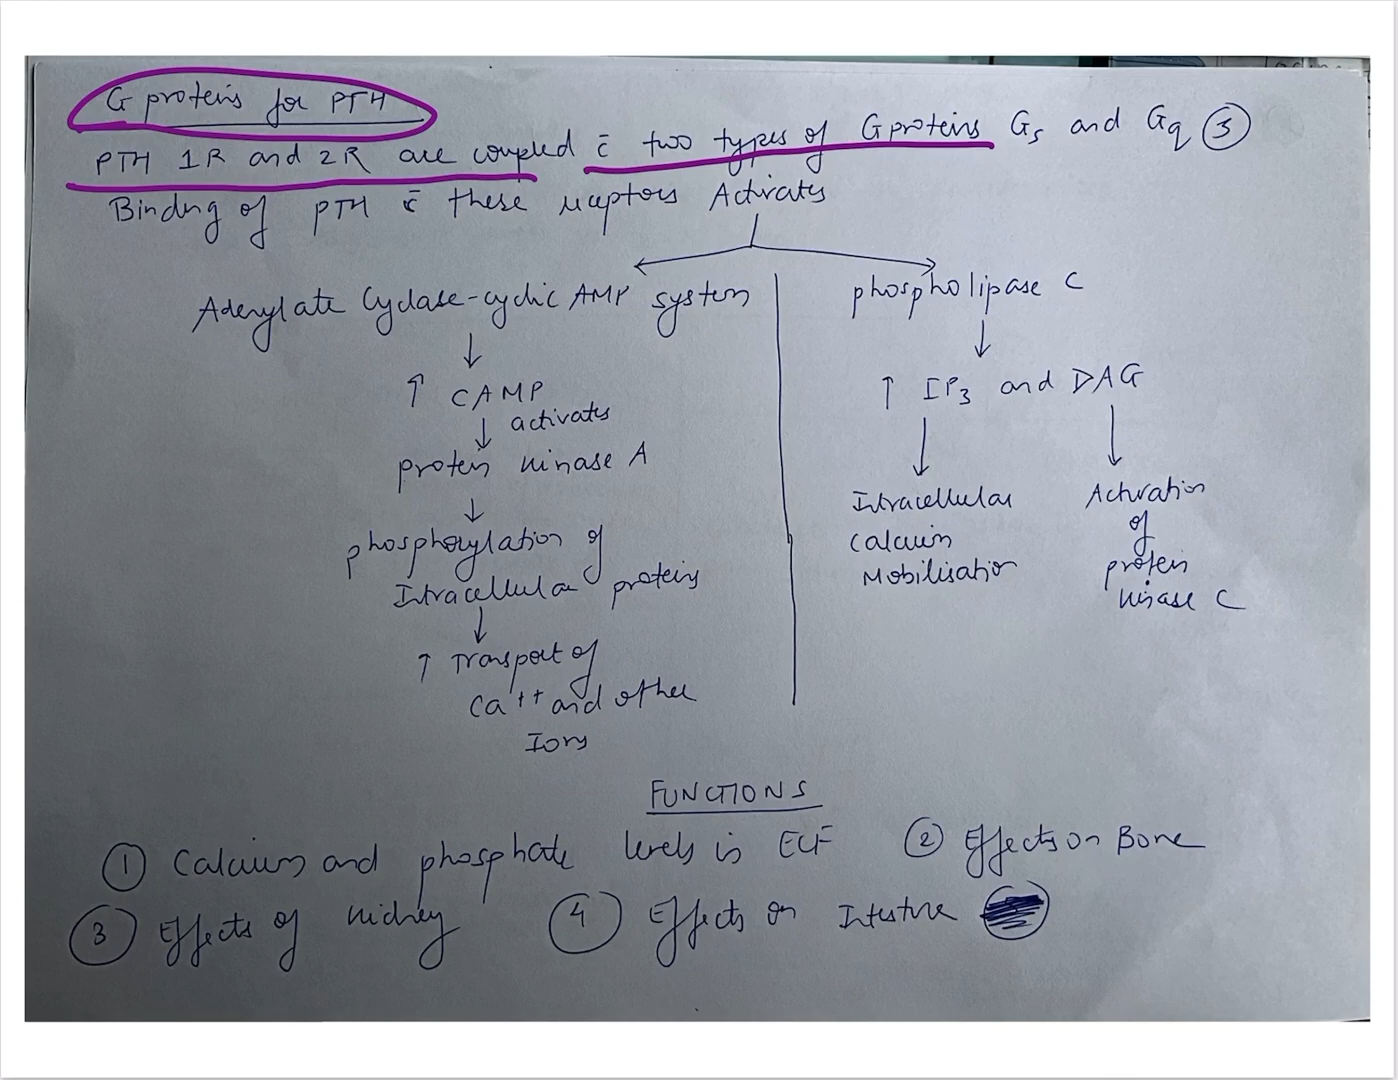 G proteins for PTH
PTH 1R and 2R are coupled c̄ two types of G proteins Gs and Gq ③
Binding of PTH c̄ these receptors Activates
Adenylate Cyclase-cyclic AMP system
↑ CAMP
activates
protein kinase A
phosphorylation of
Intracellular proteins
↑ Transport of
Ca++ and other
Ions
phospholipase C
↑ IP3 and DAG
Intracellular
calcium
Mobilisation
Activation
of
protein
kinase C
FUNCTIONS
① Calcium and phosphate levels in ECF ② Effects on Bone
③ Effects of kidney ④ Effects on Intestine